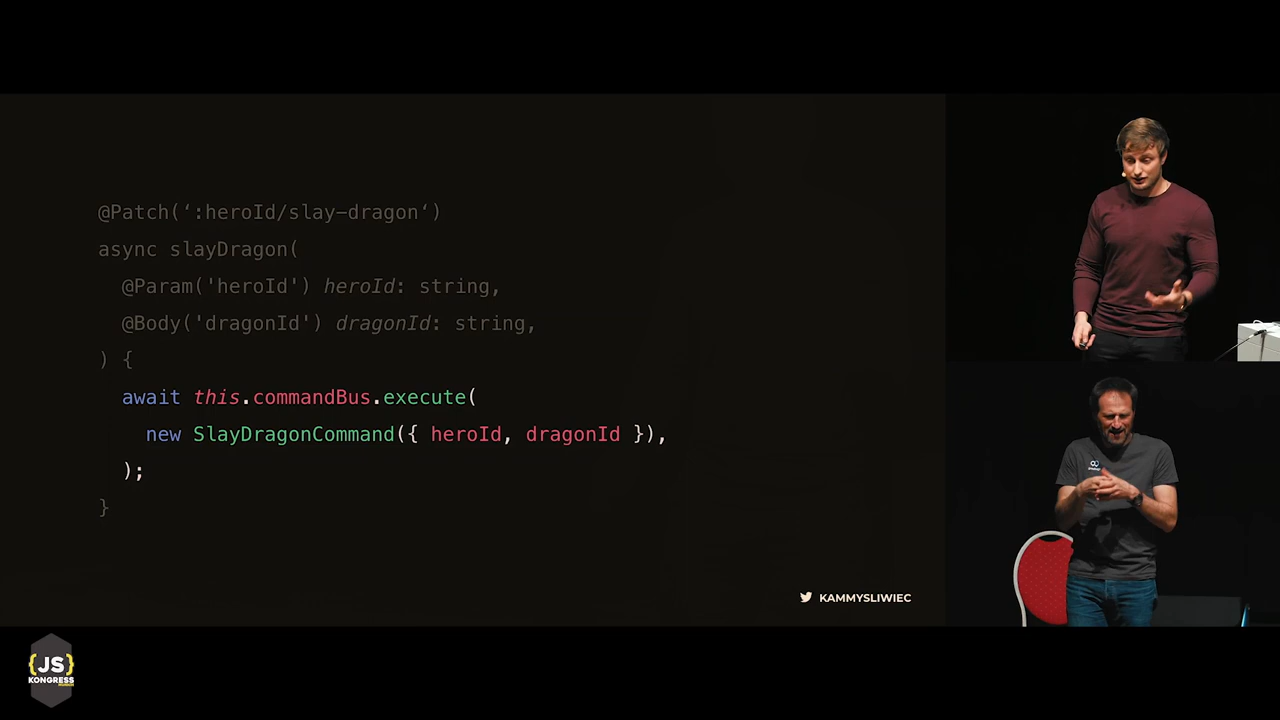 @Patch(‘:heroId/slay-dragon‘)
async slayDragon(
@Param('heroId') heroId: string,
@Body('dragonId') dragonId: string,
) {
await this.commandBus.execute(
new SlayDragonCommand({ heroId, dragonId }),
);
}
KAMMYSLIWIEC
{JS}
KONGRESS